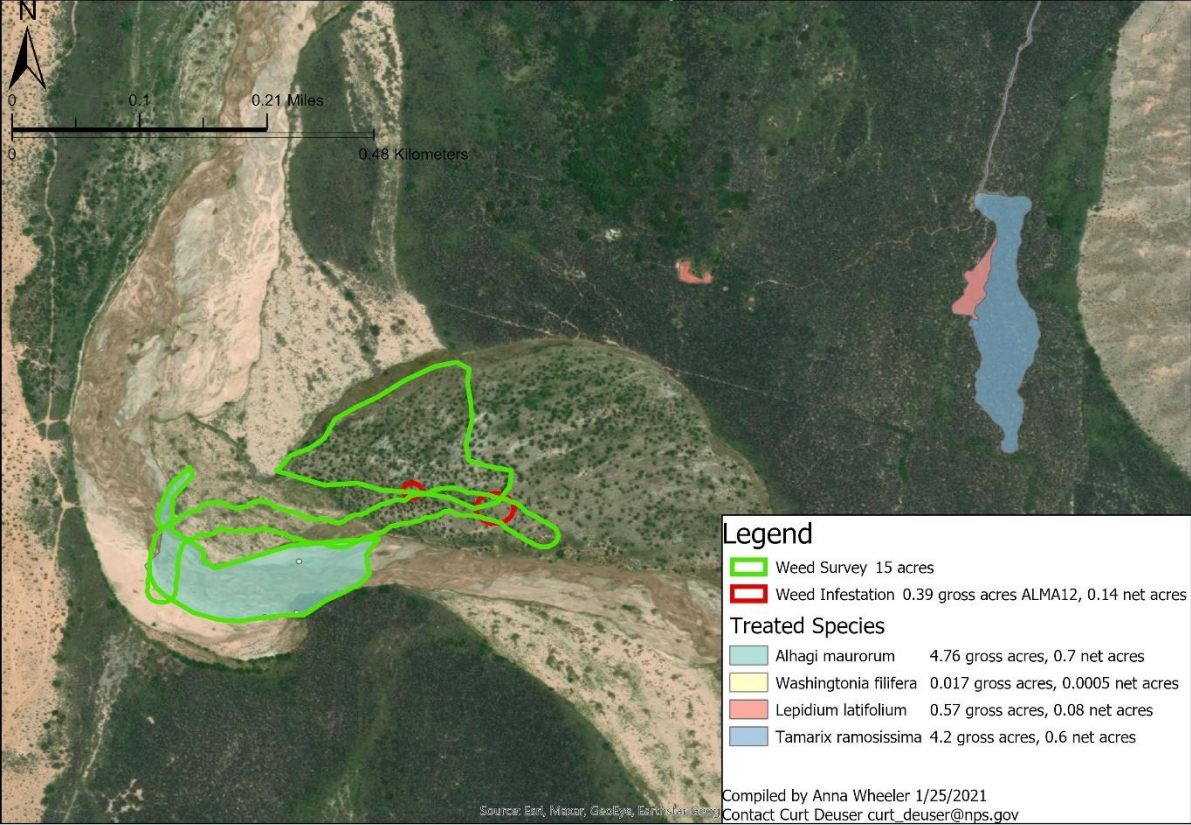 N
0 0.1 0.21 Miles
0 0.48 Kilometers
Legend
Weed Survey 15 acres
Weed Infestation 0.39 gross acres ALMA12, 0.14 net acres
Treated Species
Alhagi maurorum 4.76 gross acres, 0.7 net acres
Washingtonia filifera 0.017 gross acres, 0.0005 net acres
Lepidium latifolium 0.57 gross acres, 0.08 net acres
Tamarix ramosissima 4.2 gross acres, 0.6 net acres
Compiled by Anna Wheeler 1/25/2021
Source: Esri, Maxar, GeoEye, Earthstar
Contact Curt Deuser curt_deuser@nps.gov